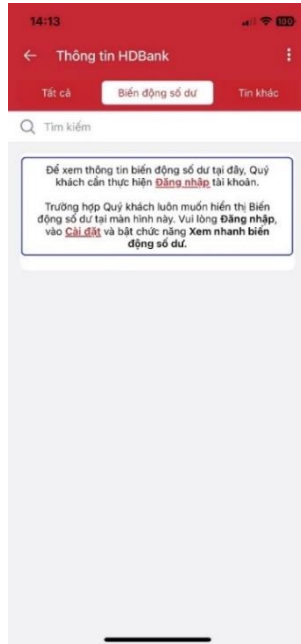 14:13
100
Thông tin HDBank
Tất cả
Biến động số dư
Tin khác
Tìm kiếm
Để xem thông tin biến động số dư tại đây, Quý
khách cần thực hiện Đăng nhập tài khoản.
Trường hợp Quý khách luôn muốn hiển thị Biến
động số dư tại màn hình này. Vui lòng Đăng nhập,
vào Cài đặt và bật chức năng Xem nhanh biến
động số dư.